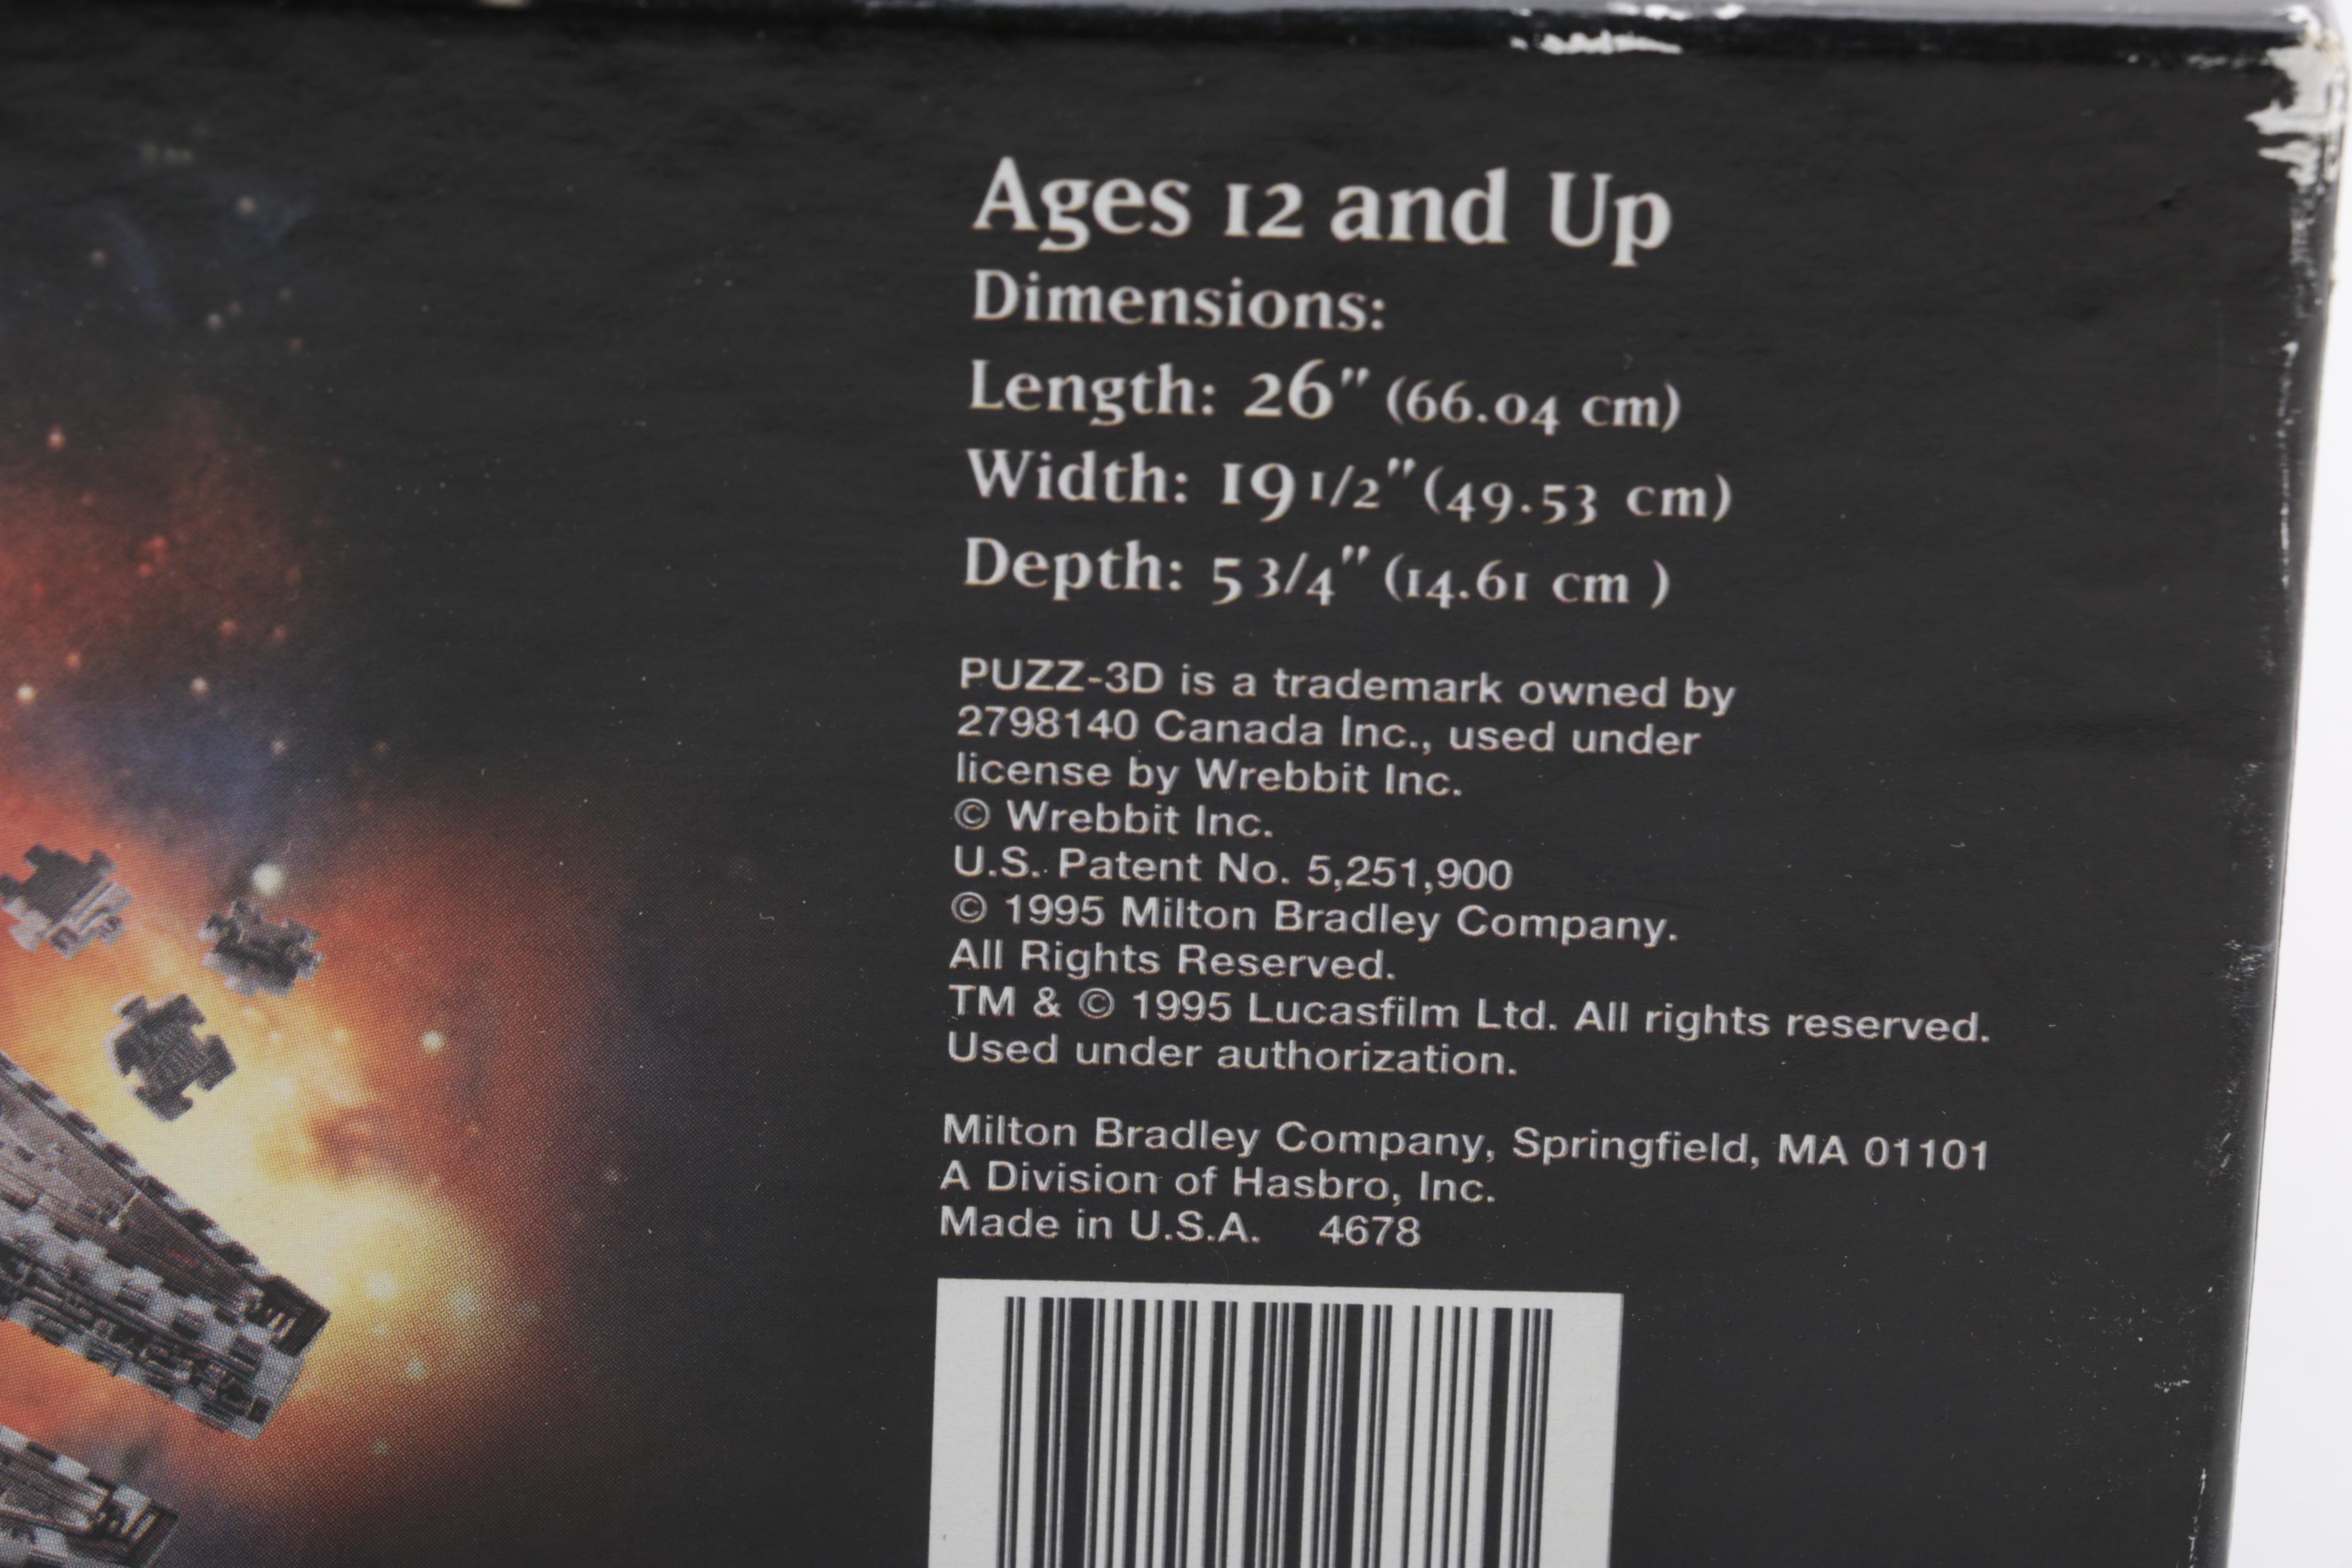 Ages 12 and Up
Dimensions:
Length: 26" (66.04 cm)
Width: 19 1/2" (49.53 cm)
Depth: 5 3/4" (14.61 cm )
PUZZ-3D is a trademark owned by
2798140 Canada Inc., used under
license by Wrebbit Inc.
© Wrebbit Inc.
U.S. Patent No. 5,251,900
© 1995 Milton Bradley Company.
All Rights Reserved.
TM & © 1995 Lucasfilm Ltd. All rights reserved.
Used under authorization.
Milton Bradley Company, Springfield, MA 01101
A Division of Hasbro, Inc.
Made in U.S.A. 4678